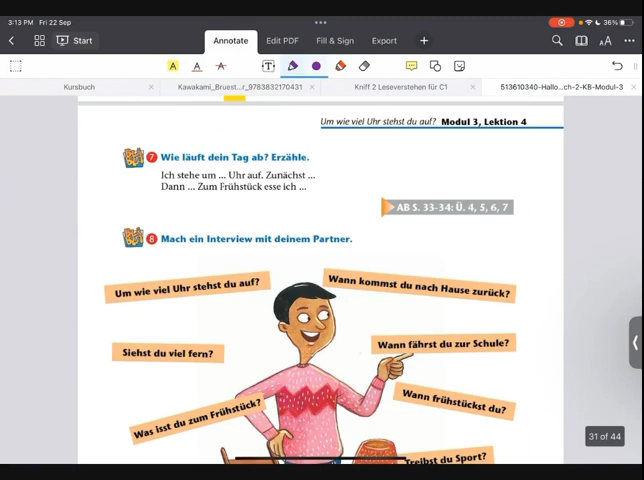 3:13 PM Fri 22 Sep
36%
Start
Annotate
Edit PDF
Fill & Sign
Export
AA
A
A
A
T
Kursbuch
Kawakami_Bruest...r_9783832170431
Kniff 2 Leseverstehen für C1
513610340-Hallo...ch-2-KB-Modul-3
Um wie viel Uhr stehst du auf? Modul 3, Lektion 4
7 Wie läuft dein Tag ab? Erzähle.
Ich stehe um ... Uhr auf. Zunächst ...
Dann ... Zum Frühstück esse ich ...
AB S. 33-34: Ü. 4, 5, 6, 7
8 Mach ein Interview mit deinem Partner.
Um wie viel Uhr stehst du auf?
Wann kommst du nach Hause zurück?
Siehst du viel fern?
Wann fährst du zur Schule?
Was isst du zum Frühstück?
Wann frühstückst du?
Treibst du Sport?
31 of 44